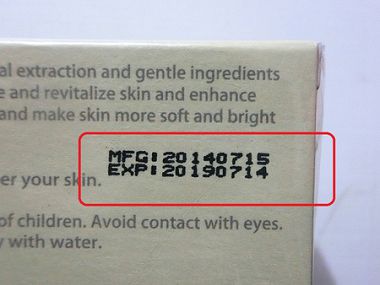 al extraction and gentle ingredients
e and revitalize skin and enhance
and make skin more soft and bright
MFG:20140715
EXP:20190714
er your skin.
of children. Avoid contact with eyes.
y with water.